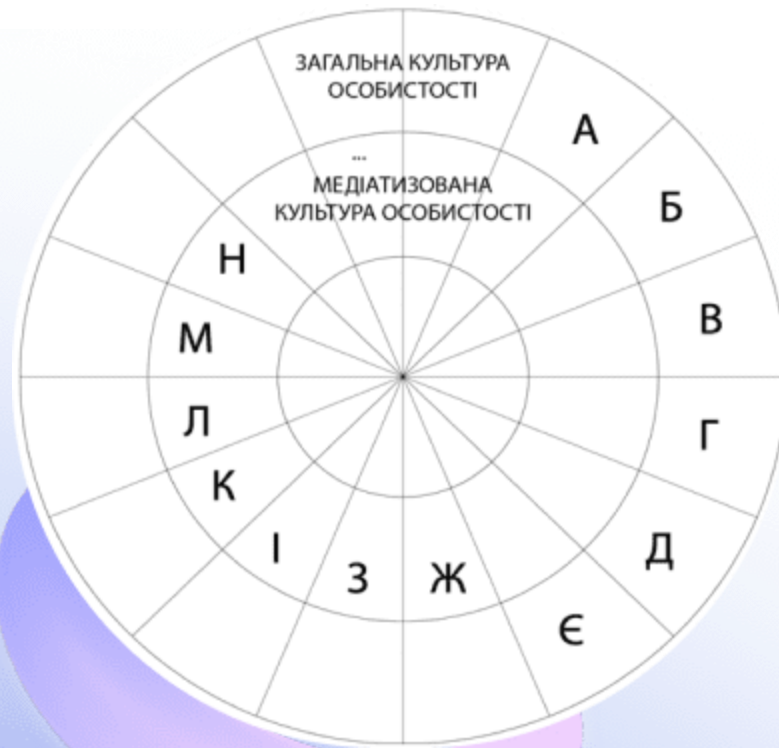 ЗАГАЛЬНА КУЛЬТУРА
ОСОБИСТОСТІ
...
МЕДІАТИЗОВАНА
КУЛЬТУРА ОСОБИСТОСТІ
А
Б
В
Г
Д
Є
Ж
З
І
К
Л
М
Н